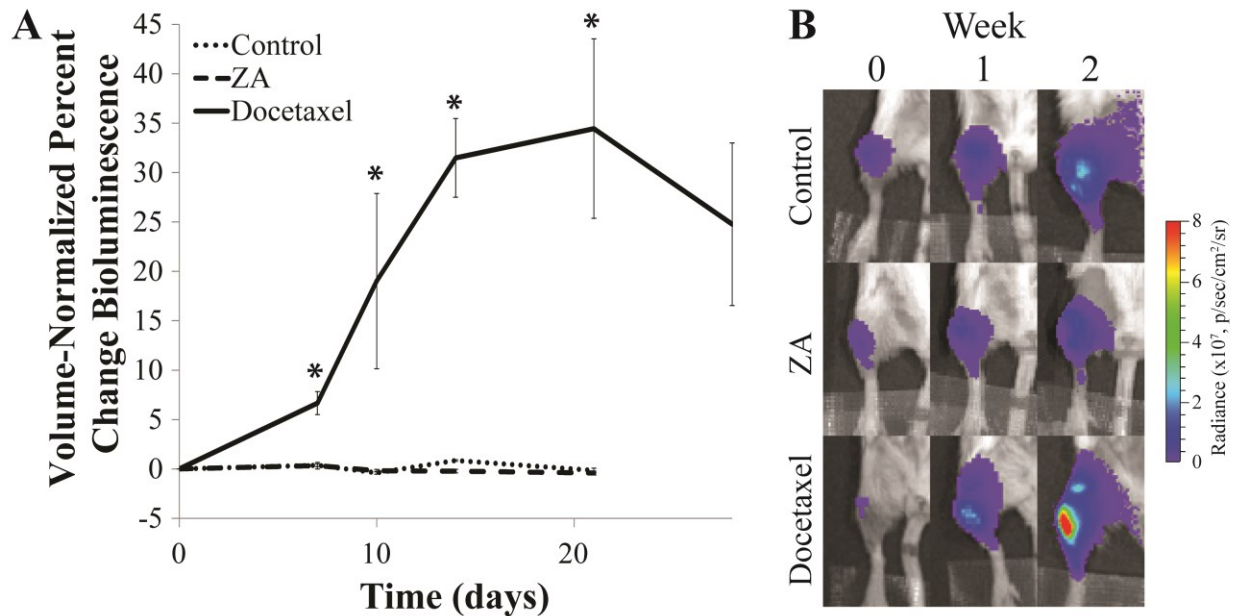 A
Volume-Normalized Percent
Change Bioluminescence
45
40
35
30
25
20
15
10
5
0
-5
Control
ZA
Docetaxel
*
*
*
*
*
0
10
20
Time (days)
B
Week
0
1
2
Control
ZA
Docetaxel
8
6
4
2
0
Radiance (x10⁷, p/sec/cm²/sr)